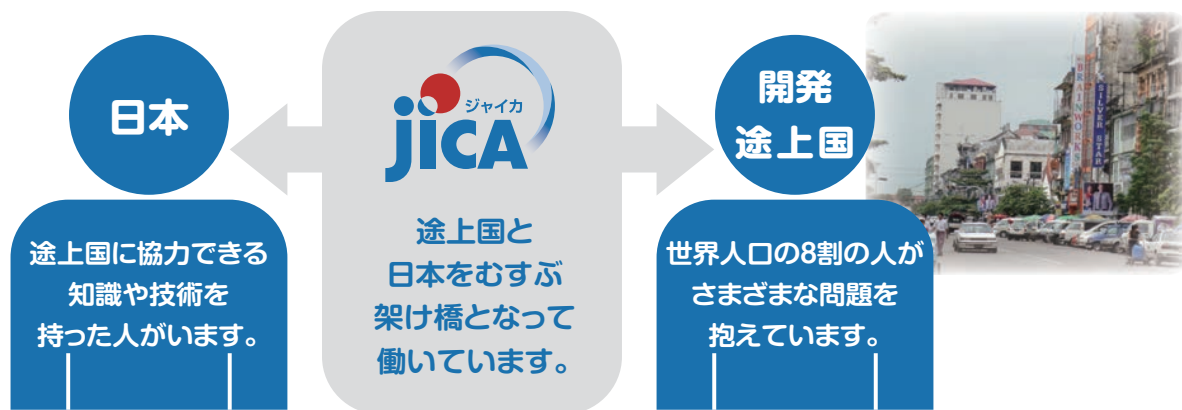 日本
途上国に協力できる
知識や技術を
持った人がいます。
ジャイカ
jICA
途上国と
日本をむすぶ
架け橋となって
働いています。
開発
途上国
世界人口の8割の人が
さまざまな問題を
抱えています。
BRAINWORKS
SILVER STAR